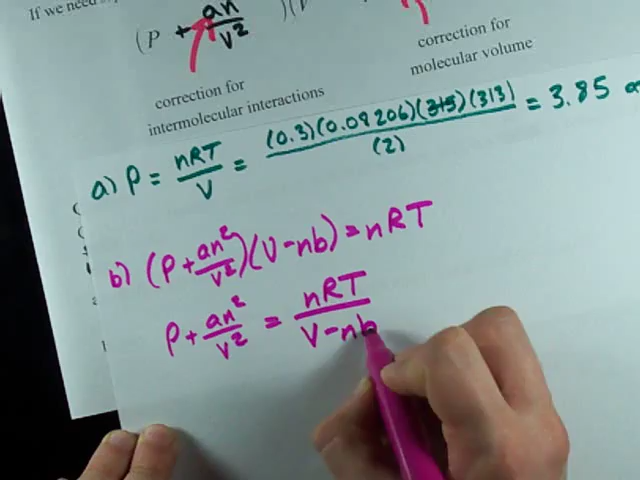 If we need
(P + an/V²)(V
correction for
intermolecular interactions
correction for
molecular volume
a) P = nRT/V = (0.3)(0.08206)(315)(313)/(2) = 3.85
b) (P + an²/V²)(V - nb) = nRT
P + an²/V² = nRT/V - nb